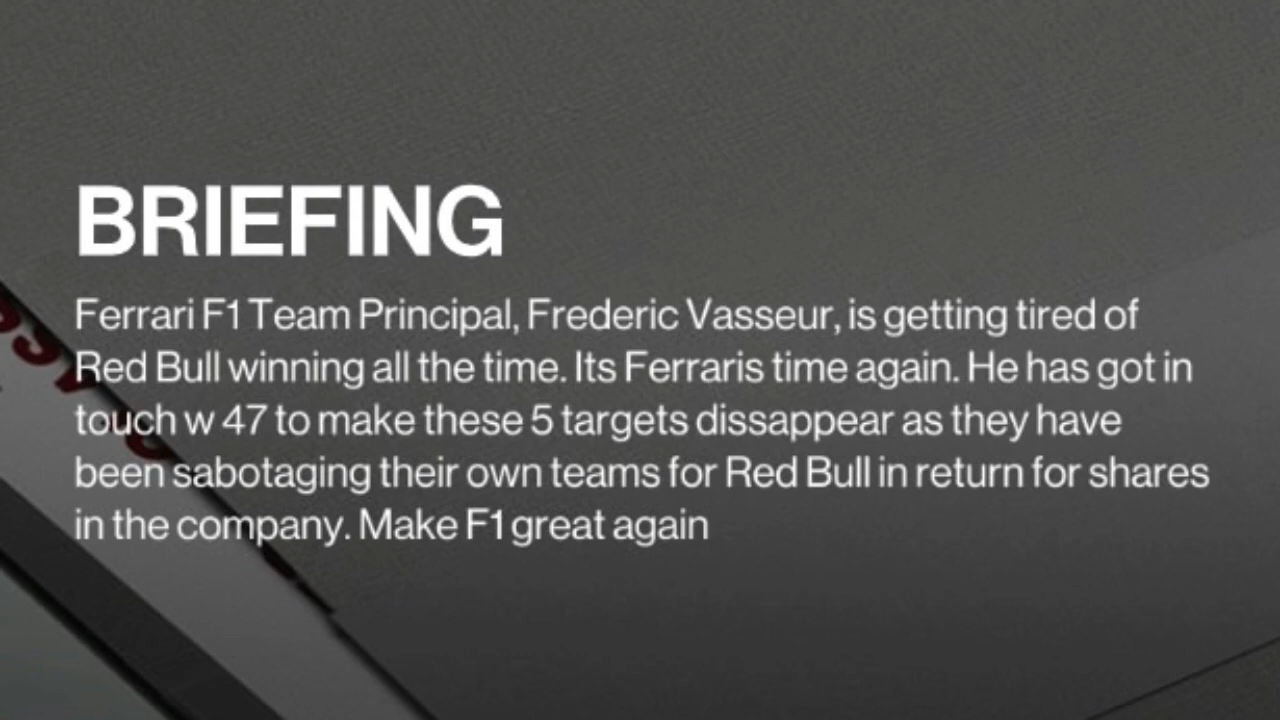 BRIEFING
Ferrari F1 Team Principal, Frederic Vasseur, is getting tired of
Red Bull winning all the time. Its Ferraris time again. He has got in
touch w 47 to make these 5 targets dissappear as they have
been sabotaging their own teams for Red Bull in return for shares
in the company. Make F1 great again